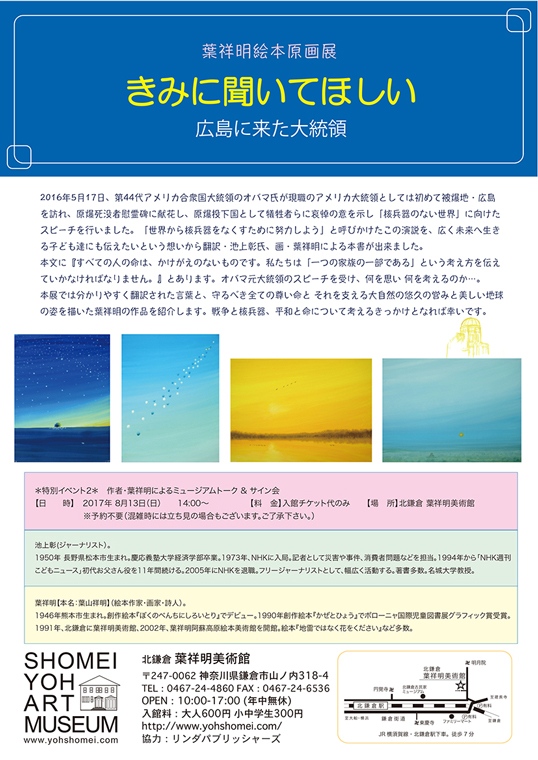 葉祥明絵本原画展
きみに聞いてほしい
広島に来た大統領
2016年5月17日、第44代アメリカ合衆国大統領のオバマ氏が現職のアメリカ大統領としては初めて被爆地・広島
を訪れ、原爆死没者慰霊碑に献花し、原爆投下国として犠牲者らに哀悼の意を示し「核兵器のない世界」に向けた
スピーチを行いました。「世界から核兵器をなくすために努力しよう」と呼びかけたこの演説を、広く未来へ生き
る子ども達にも伝えたいという想いから翻訳・池上彰氏、画・葉祥明による本書が出来ました。
本文に『すべての人の命は、かけがえのないものです。私たちは「一つの家族の一部である」という考え方を伝え
ていかなければなりません。』とあります。オバマ元大統領のスピーチを受け、何を思い 何を考えるのか…。
本展では分かりやすく翻訳された言葉と、守るべき全ての尊い命と それを支える大自然の悠久の営みと美しい地球
の姿を描いた葉祥明の作品を紹介します。戦争と核兵器、平和と命について考えるきっかけとなれば幸いです。
＊特別イベント2＊ 作者・葉祥明によるミュージアムトーク & サイン会
【日 時】 2017年 8月13日(日) 14:00〜 【料 金】入館チケット代のみ 【場 所】北鎌倉 葉祥明美術館
※予約不要(混雑時には立ち見の場合もございます。ご了承下さい。)
池上彰(ジャーナリスト)。
1950年 長野県松本市生まれ。慶応義塾大学経済学部卒業。1973年、NHKに入局。記者として災害や事件、消費者問題などを担当。1994年から「NHK週刊
こどもニュース」初代お父さん役を11年間続ける。2005年にNHKを退職。フリージャーナリストとして、幅広く活動する。著書多数。名城大学教授。
葉祥明【本名：葉山祥明】(絵本作家・画家・詩人)。
1946年熊本市生まれ。創作絵本『ぼくのべんちにしろいとり』でデビュー。1990年創作絵本『かぜとひょう』でボローニャ国際児童図書展グラフィック賞受賞。
1991年、北鎌倉に葉祥明美術館、2002年、葉祥明阿蘇高原絵本美術館を開館。絵本『地雷ではなく花をください』など多数。
SHOMEI
YOH
ART
MUSEUM
www.yohshomei.com
北鎌倉 葉祥明美術館
〒247-0062 神奈川県鎌倉市山ノ内318-4
TEL：0467-24-4860 FAX：0467-24-6536
OPEN：10:00-17:00 (年中無休)
入館料：大人600円 小中学生300円
http://www.yohshomei.com/
協力：リンダパブリッシャーズ
明月院
北鎌倉
葉祥明美術館
円覚寺
北鎌倉古民家
ミュージアム
至建長寺
北鎌倉駅
(P)有料
至大船・横浜
鎌倉街道
東慶寺
(P)有料
ファミリーマート
至鎌倉
JR 横須賀線・北鎌倉駅下車。徒歩7分